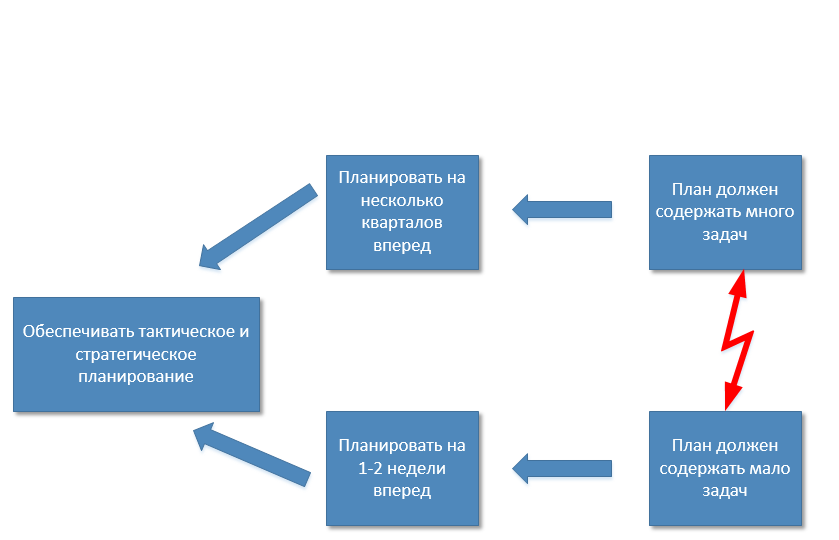 Планировать на
несколько
кварталов
вперед
План должен
содержать много
задач
Обеспечивать тактическое и
стратегическое
планирование
Планировать на
1-2 недели
вперед
План должен
содержать мало
задач